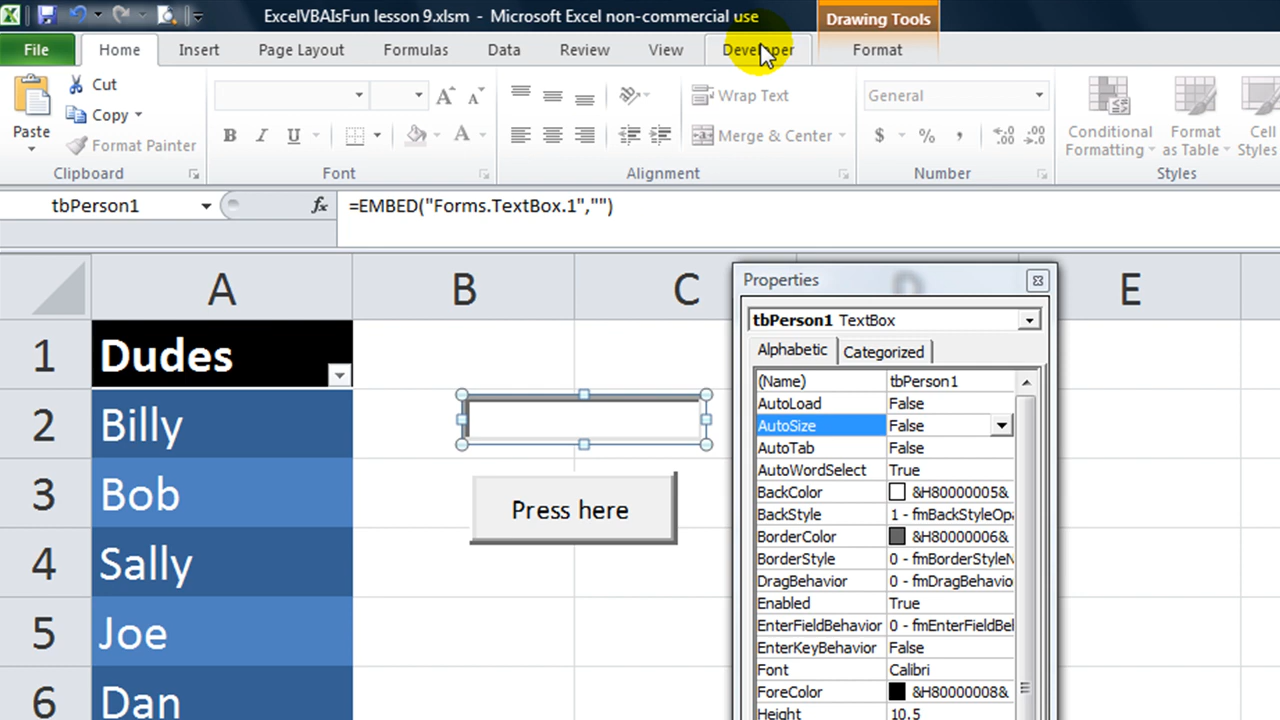 ExcelVBAIsFun lesson 9.xlsm - Microsoft Excel non-commercial use
Drawing Tools
File Home Insert Page Layout Formulas Data Review View Developer Format
Paste
Cut
Copy
Format Painter
Clipboard
B I U
A A
A
Font
Wrap Text
Merge & Center
Alignment
General
$ % ,
Number
Conditional
Formatting
Format
as Table
Cell
Styles
Styles
tbPerson1
fx =EMBED("Forms.TextBox.1","")
A B C D E
1 Dudes
2 Billy
3 Bob
4 Sally
5 Joe
6 Dan
Press here
Properties
tbPerson1 TextBox
Alphabetic Categorized
(Name) tbPerson1
AutoLoad False
AutoSize False
AutoTab False
AutoWordSelect True
BackColor &H80000005&
BackStyle 1 - fmBackStyleOpa
BorderColor &H80000006&
BorderStyle 0 - fmBorderStyleN
DragBehavior 0 - fmDragBehavio
Enabled True
EnterFieldBehavior 0 - fmEnterFieldBel
EnterKeyBehavior False
Font Calibri
ForeColor &H80000008&
Height 10.5